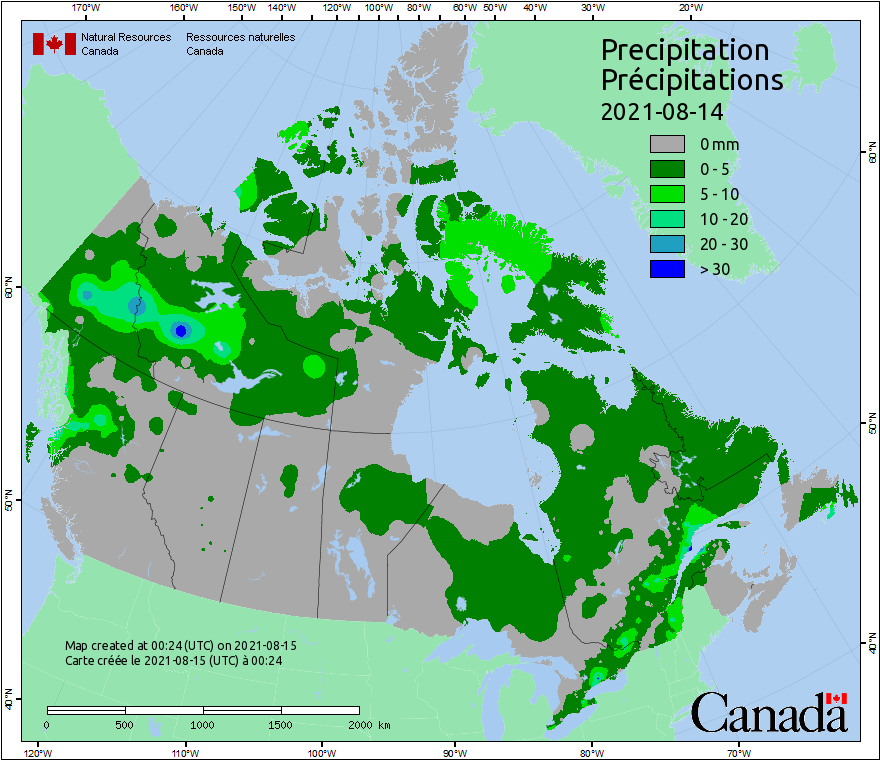 170°W 160°W 150°W 140°W 120°W 100°W 80°W 60°W 50°W 40°W 30°W 20°W
Natural Resources Ressources naturelles
Canada Canada
Precipitation
Précipitations
2021-08-14
0 mm
0 - 5
5 - 10
10 - 20
20 - 30
> 30
60°N
60°N
50°N
50°N
40°N
40°N
Map created at 00:24 (UTC) on 2021-08-15
Carte créée le 2021-08-15 (UTC) à 00:24
0 500 1000 1500 2000 km
Canada
120°W 110°W 100°W 90°W 80°W 70°W